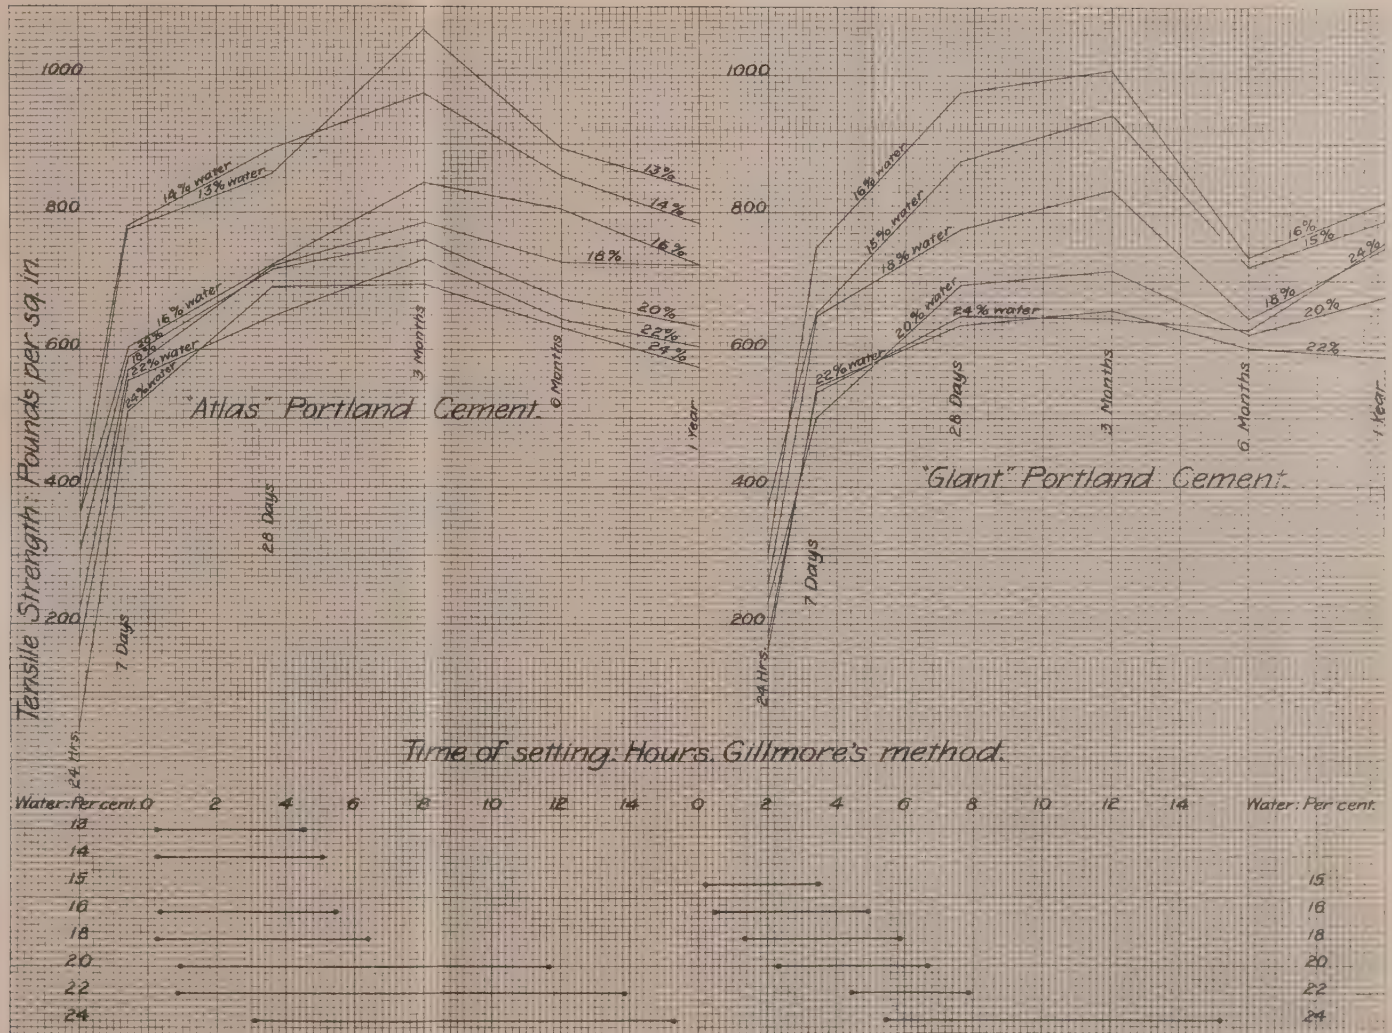 Tensile Strength: Pounds per sq. in.
1000
800
600
400
200
14% water
13% water
16% water
20%
18%
22% water
24% water
13%
14%
16%
18%
20%
22%
24%
24 Hrs.
7 Days
28 Days
3 Months
6 Months
1 Year
"Atlas" Portland Cement.
1000
800
600
400
200
16% water
15% water
18% water
20% water
24% water
22% water
16%
15%
24%
18%
20%
22%
24 Hrs.
7 Days
28 Days
3 Months
6 Months
1 Year
"Giant" Portland Cement.
Time of setting: Hours. Gillmore's method.
Water: Per cent. 0 2 4 6 8 10 12 14 0 2 4 6 8 10 12 14 Water: Per cent.
13
14
15 15
16 16
18 18
20 20
22 22
24 24